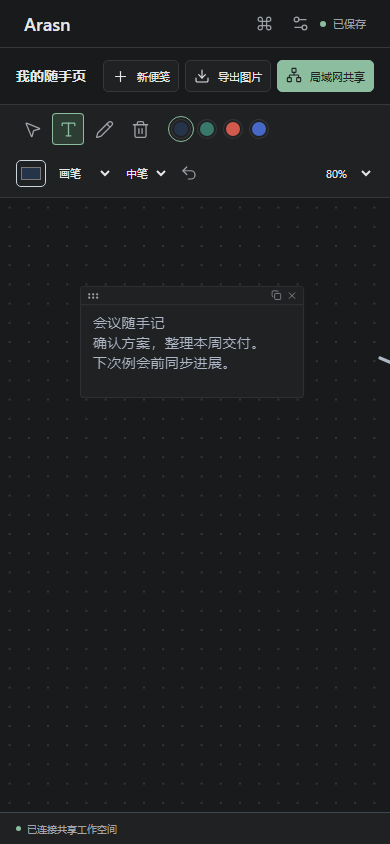 Arasn
已保存
我的随手页
新便笺
导出图片
局域网共享
画笔
中笔
80%
会议随手记
确认方案，整理本周交付。
下次例会前同步进展。
已连接共享工作空间